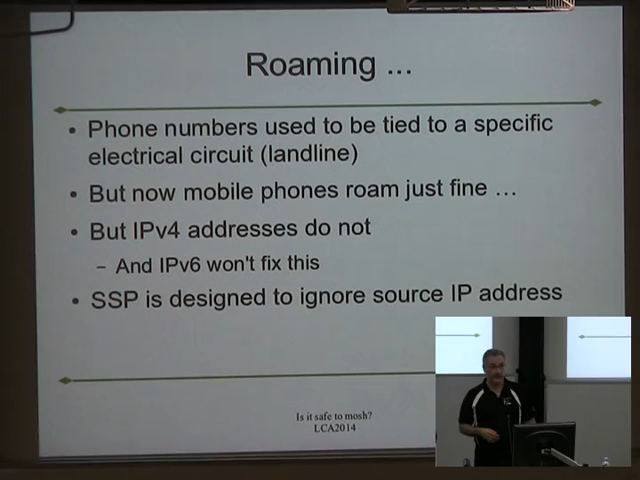 Roaming ...
• Phone numbers used to be tied to a specific
electrical circuit (landline)
• But now mobile phones roam just fine …
• But IPv4 addresses do not
– And IPv6 won't fix this
• SSP is designed to ignore source IP address
Is it safe to mosh?
LCA2014